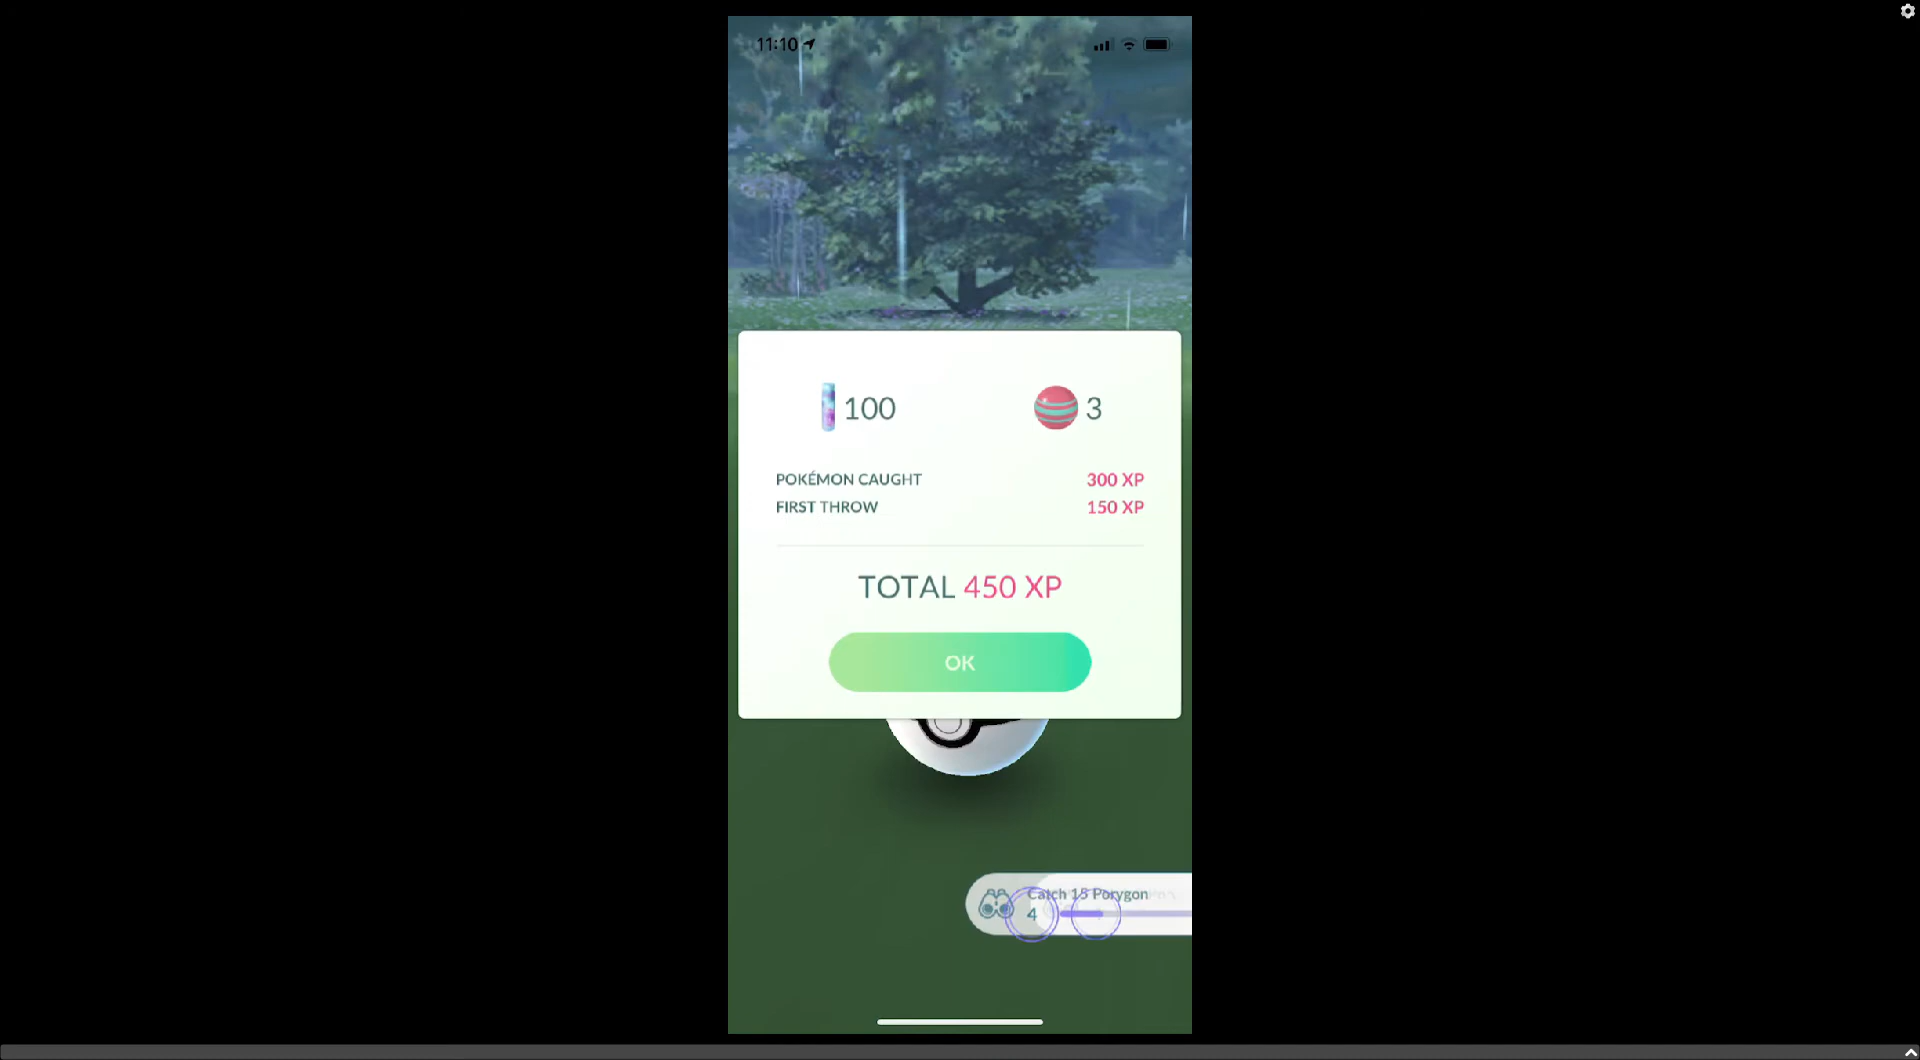 11:10
100
3
POKÉMON CAUGHT 300 XP
FIRST THROW 150 XP
TOTAL 450 XP
OK
Catch 15 Porygon
4